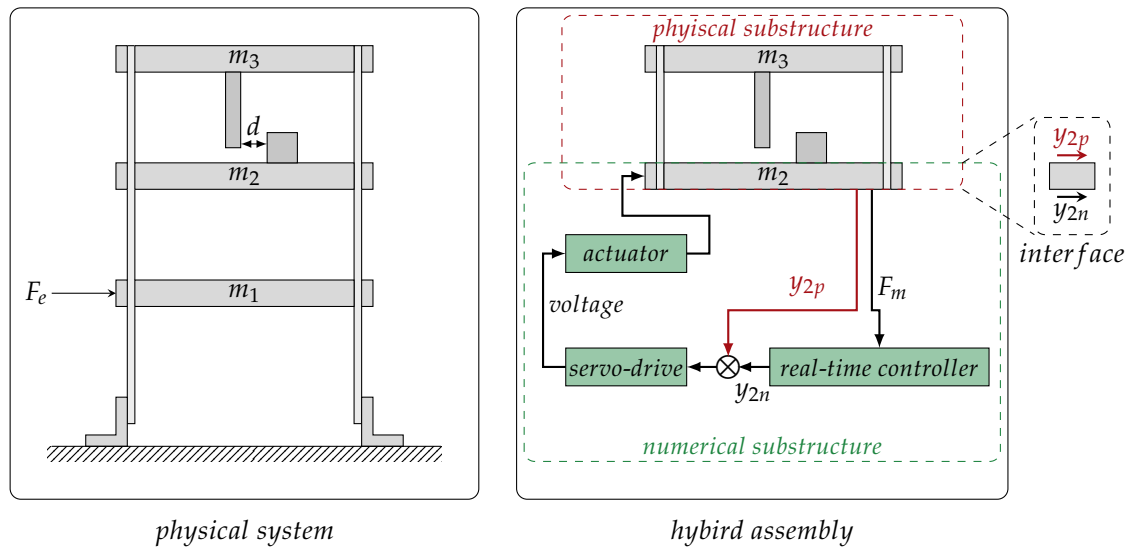 m3
d
m2
Fe
m1
physical system
phyiscal substructure
m3
m2
actuator
voltage
y2p
Fm
servo-drive
y2n
real-time controller
numerical substructure
hybird assembly
y2p
y2n
interface